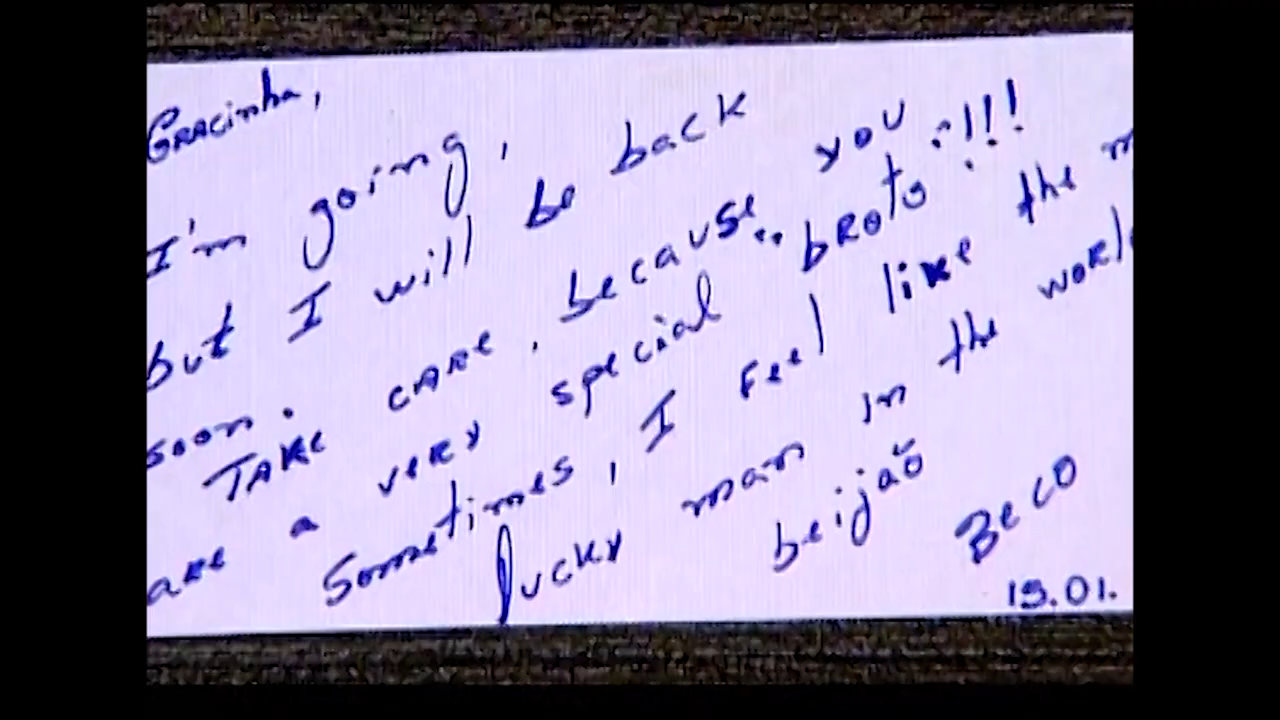 Gracinha,
I'm going,
but I will be back
soon.
Take care, because.. you
are a very special broto!!!!
Sometimes, I feel like the
lucky man in the world
beijão
Beco
19.01.